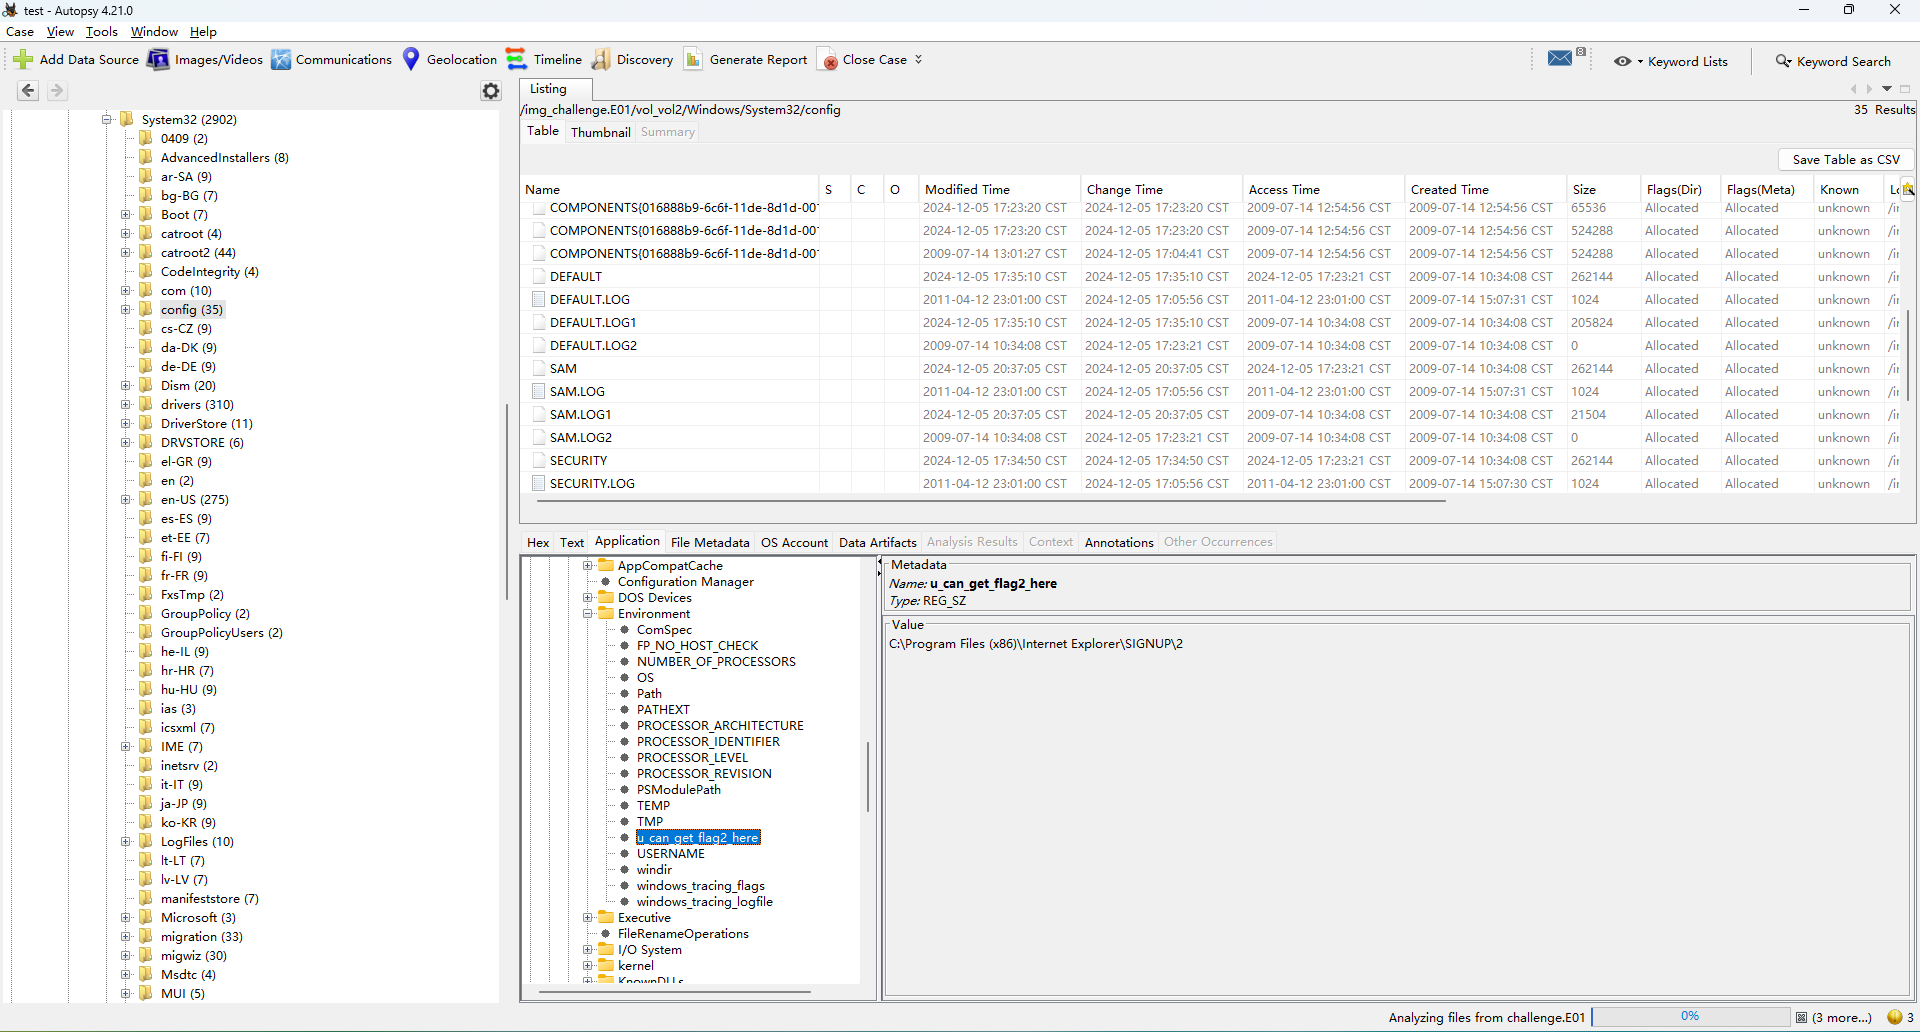 test - Autopsy 4.21.0
Case View Tools Window Help
Add Data Source Images/Videos Communications Geolocation Timeline Discovery Generate Report Close Case Keyword Lists Keyword Search
Listing
/img_challenge.E01/vol_vol2/Windows/System32/config 35 Results
Table Thumbnail Summary
Save Table as CSV
Name S C O Modified Time Change Time Access Time Created Time Size Flags(Dir) Flags(Meta) Known
COMPONENTS{016888b9-6c6f-11de-8d1d-001 2024-12-05 17:23:20 CST 2024-12-05 17:23:20 CST 2009-07-14 12:54:56 CST 2009-07-14 12:54:56 CST 65536 Allocated Allocated unknown
COMPONENTS{016888b9-6c6f-11de-8d1d-001 2024-12-05 17:23:20 CST 2024-12-05 17:23:20 CST 2009-07-14 12:54:56 CST 2009-07-14 12:54:56 CST 524288 Allocated Allocated unknown
COMPONENTS{016888b9-6c6f-11de-8d1d-001 2009-07-14 13:01:27 CST 2024-12-05 17:04:41 CST 2009-07-14 12:54:56 CST 2009-07-14 12:54:56 CST 524288 Allocated Allocated unknown
DEFAULT 2024-12-05 17:35:10 CST 2024-12-05 17:35:10 CST 2024-12-05 17:23:21 CST 2009-07-14 10:34:08 CST 262144 Allocated Allocated unknown
DEFAULT.LOG 2011-04-12 23:01:00 CST 2024-12-05 17:05:56 CST 2011-04-12 23:01:00 CST 2009-07-14 15:07:31 CST 1024 Allocated Allocated unknown
DEFAULT.LOG1 2024-12-05 17:35:10 CST 2024-12-05 17:35:10 CST 2009-07-14 10:34:08 CST 2009-07-14 10:34:08 CST 205824 Allocated Allocated unknown
DEFAULT.LOG2 2009-07-14 10:34:08 CST 2024-12-05 17:23:21 CST 2009-07-14 10:34:08 CST 2009-07-14 10:34:08 CST 0 Allocated Allocated unknown
SAM 2024-12-05 20:37:05 CST 2024-12-05 20:37:05 CST 2024-12-05 17:23:21 CST 2009-07-14 10:34:08 CST 262144 Allocated Allocated unknown
SAM.LOG 2011-04-12 23:01:00 CST 2024-12-05 17:05:56 CST 2011-04-12 23:01:00 CST 2009-07-14 15:07:31 CST 1024 Allocated Allocated unknown
SAM.LOG1 2024-12-05 20:37:05 CST 2024-12-05 20:37:05 CST 2009-07-14 10:34:08 CST 2009-07-14 10:34:08 CST 21504 Allocated Allocated unknown
SAM.LOG2 2009-07-14 10:34:08 CST 2024-12-05 17:23:21 CST 2009-07-14 10:34:08 CST 2009-07-14 10:34:08 CST 0 Allocated Allocated unknown
SECURITY 2024-12-05 17:34:50 CST 2024-12-05 17:34:50 CST 2024-12-05 17:23:21 CST 2009-07-14 10:34:08 CST 262144 Allocated Allocated unknown
SECURITY.LOG 2011-04-12 23:01:00 CST 2024-12-05 17:05:56 CST 2011-04-12 23:01:00 CST 2009-07-14 15:07:30 CST 1024 Allocated Allocated unknown
System32 (2902)
0409 (2)
AdvancedInstallers (8)
ar-SA (9)
bg-BG (7)
Boot (7)
catroot (4)
catroot2 (44)
CodeIntegrity (4)
com (10)
config (35)
cs-CZ (9)
da-DK (9)
de-DE (9)
Dism (20)
drivers (310)
DriverStore (11)
DRVSTORE (6)
el-GR (9)
en (2)
en-US (275)
es-ES (9)
et-EE (7)
fi-FI (9)
fr-FR (9)
FxsTmp (2)
GroupPolicy (2)
GroupPolicyUsers (2)
he-IL (9)
hr-HR (7)
hu-HU (9)
ias (3)
icsxml (7)
IME (7)
inetsrv (2)
it-IT (9)
ja-JP (9)
ko-KR (9)
LogFiles (10)
lt-LT (7)
lv-LV (7)
manifeststore (7)
Microsoft (3)
migration (33)
migwiz (30)
Msdtc (4)
MUI (5)
Hex Text Application File Metadata OS Account Data Artifacts Analysis Results Context Annotations Other Occurrences
AppCompatCache
Configuration Manager
DOS Devices
Environment
ComSpec
FP_NO_HOST_CHECK
NUMBER_OF_PROCESSORS
OS
Path
PATHEXT
PROCESSOR_ARCHITECTURE
PROCESSOR_IDENTIFIER
PROCESSOR_LEVEL
PROCESSOR_REVISION
PSModulePath
TEMP
TMP
u_can_get_flag2_here
USERNAME
windir
windows_tracing_flags
windows_tracing_logfile
Executive
FileRenameOperations
I/O System
kernel
KnownDLLs
Metadata
Name: u_can_get_flag2_here
Type: REG_SZ
Value
C:\Program Files (x86)\Internet Explorer\SIGNUP\2
Analyzing files from challenge.E01 0% (3 more...) 3